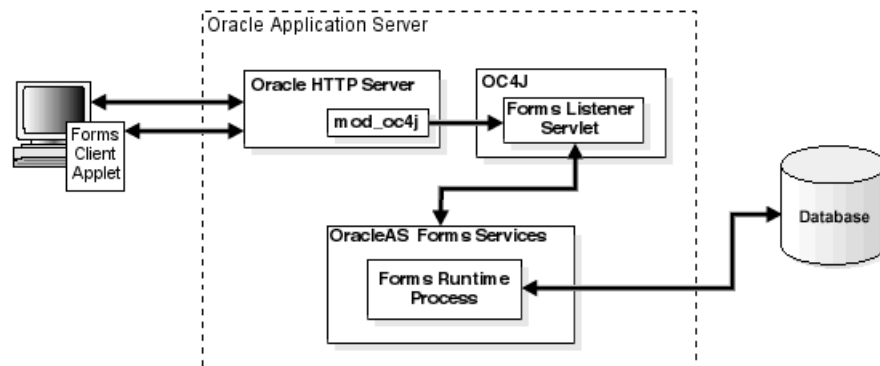 Oracle Application Server
Oracle HTTP Server
mod_oc4j
OC4J
Forms Listener
Servlet
Forms
Client
Applet
Database
OracleAS Forms Services
Forms Runtime
Process